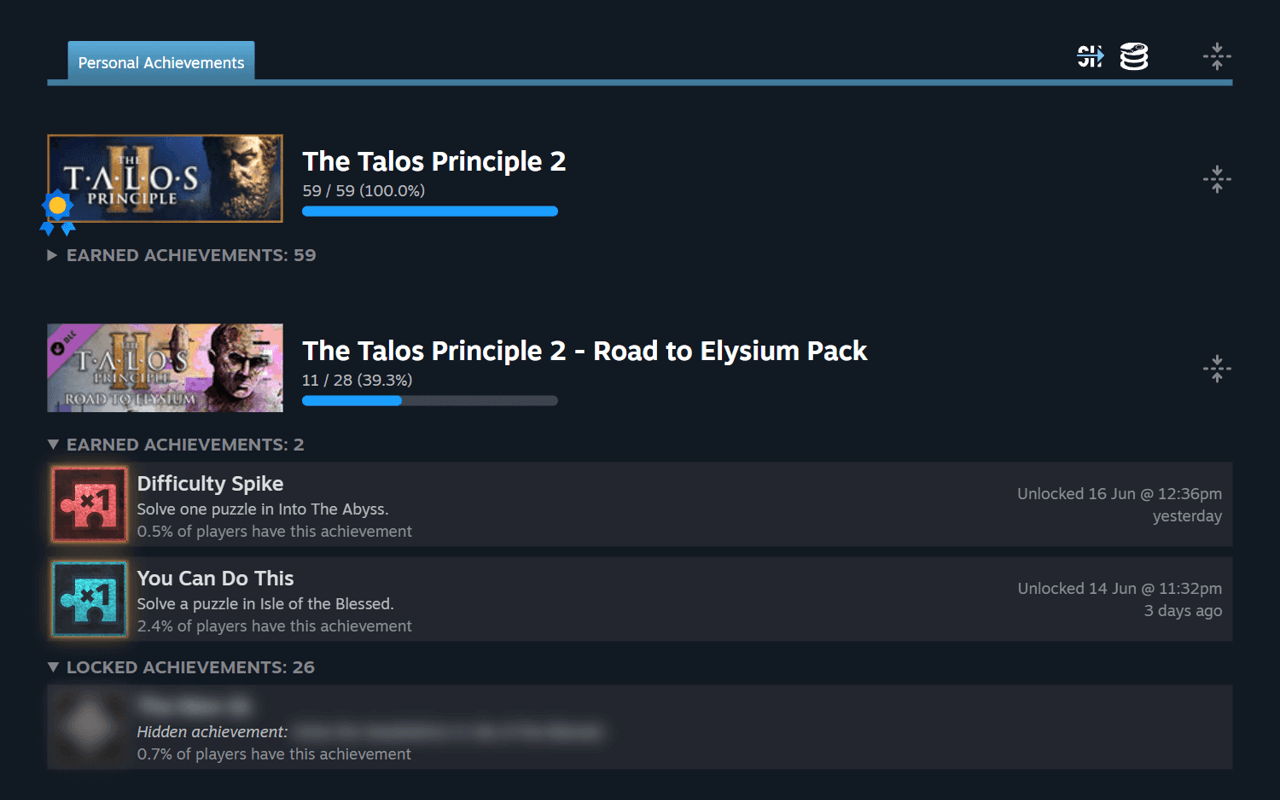 Personal Achievements
THE
TALOS
II
PRINCIPLE
The Talos Principle 2
59 / 59 (100.0%)
EARNED ACHIEVEMENTS: 59
DLC
THE
TALOS
II
PRINCIPLE
ROAD TO ELYSIUM
The Talos Principle 2 - Road to Elysium Pack
11 / 28 (39.3%)
EARNED ACHIEVEMENTS: 2
×1
Difficulty Spike
Solve one puzzle in Into The Abyss.
0.5% of players have this achievement
Unlocked 16 Jun @ 12:36pm
yesterday
×1
You Can Do This
Solve a puzzle in Isle of the Blessed.
2.4% of players have this achievement
Unlocked 14 Jun @ 11:32pm
3 days ago
LOCKED ACHIEVEMENTS: 26
Hidden achievement:
0.7% of players have this achievement